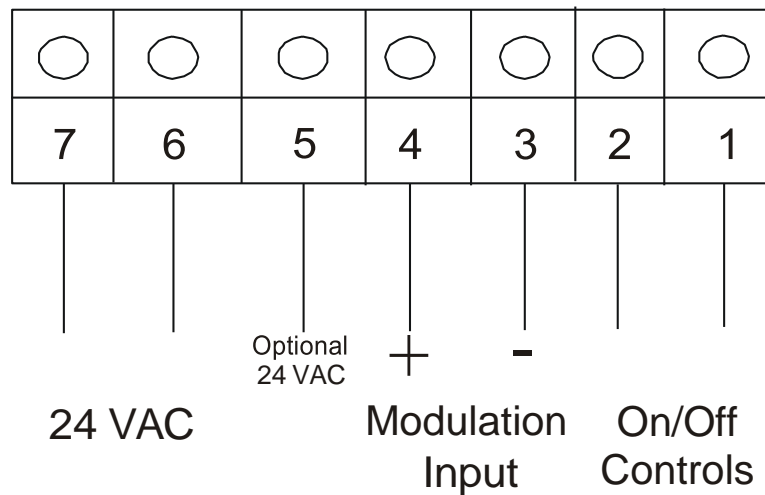 7 6 5 4 3 2 1
Optional
24 VAC
+ -
24 VAC
Modulation
Input
On/Off
Controls